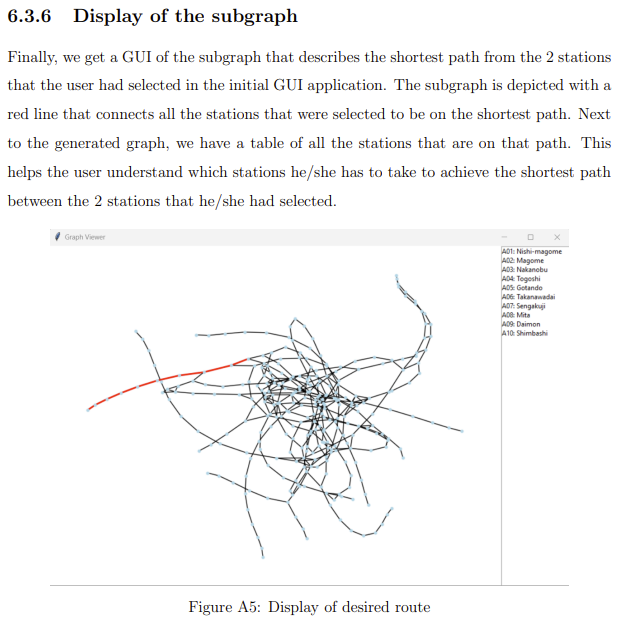 6.3.6 Display of the subgraph
Finally, we get a GUI of the subgraph that describes the shortest path from the 2 stations
that the user had selected in the initial GUI application. The subgraph is depicted with a
red line that connects all the stations that were selected to be on the shortest path. Next
to the generated graph, we have a table of all the stations that are on that path. This
helps the user understand which stations he/she has to take to achieve the shortest path
between the 2 stations that he/she had selected.
Graph Viewer
A01: Nishi-magome
A02: Magome
A03: Nakanobu
A04: Togoshi
A05: Gotando
A06: Takanawadai
A07: Sengakuji
A08: Mita
A09: Daimon
A10: Shimbashi
Figure A5: Display of desired route